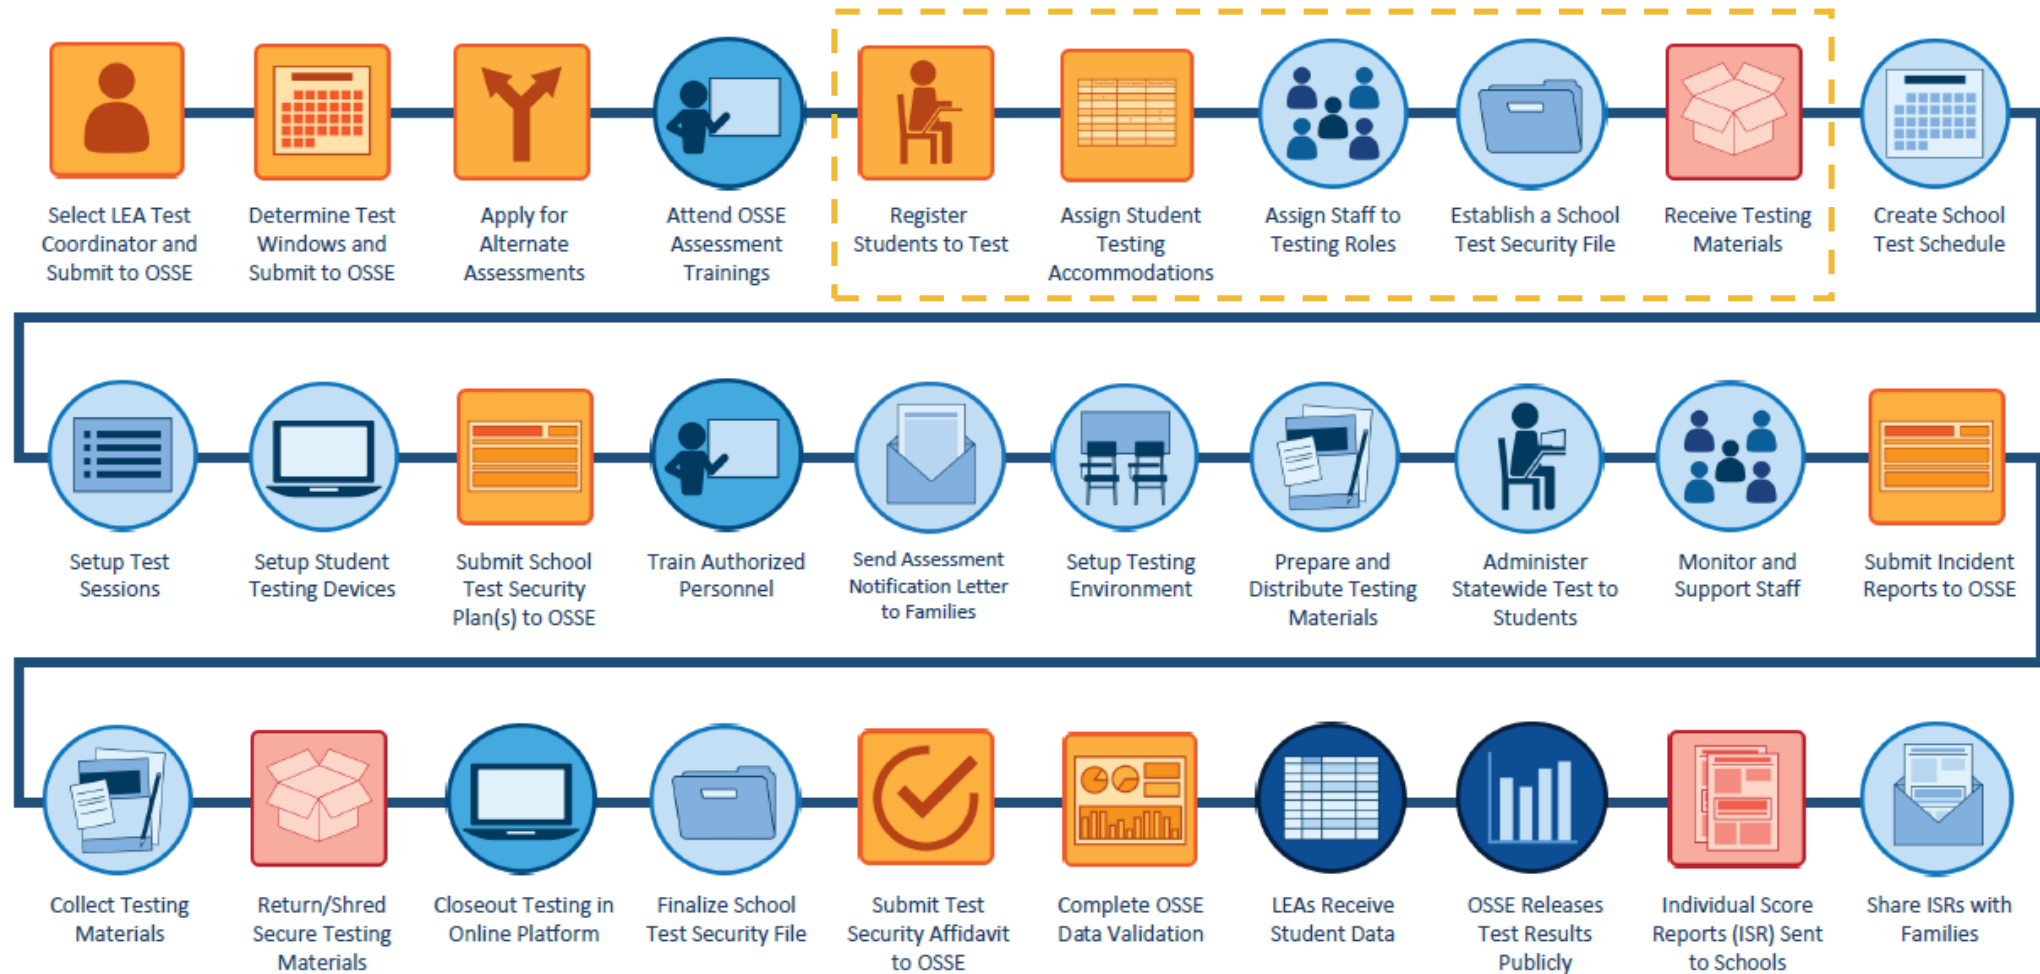 Select LEA Test
Coordinator and
Submit to OSSE
Determine Test
Windows and
Submit to OSSE
Apply for
Alternate
Assessments
Attend OSSE
Assessment
Trainings
Register
Students to Test
Assign Student
Testing
Accommodations
Assign Staff to
Testing Roles
Establish a School
Test Security File
Receive Testing
Materials
Create School
Test Schedule
Setup Test
Sessions
Setup Student
Testing Devices
Submit School
Test Security
Plan(s) to OSSE
Train Authorized
Personnel
Send Assessment
Notification Letter
to Families
Setup Testing
Environment
Prepare and
Distribute Testing
Materials
Administer
Statewide Test to
Students
Monitor and
Support Staff
Submit Incident
Reports to OSSE
Collect Testing
Materials
Return/Shred
Secure Testing
Materials
Closeout Testing in
Online Platform
Finalize School
Test Security File
Submit Test
Security Affidavit
to OSSE
Complete OSSE
Data Validation
LEAs Receive
Student Data
OSSE Releases
Test Results
Publicly
Individual Score
Reports (ISR) Sent
to Schools
Share ISRs with
Families